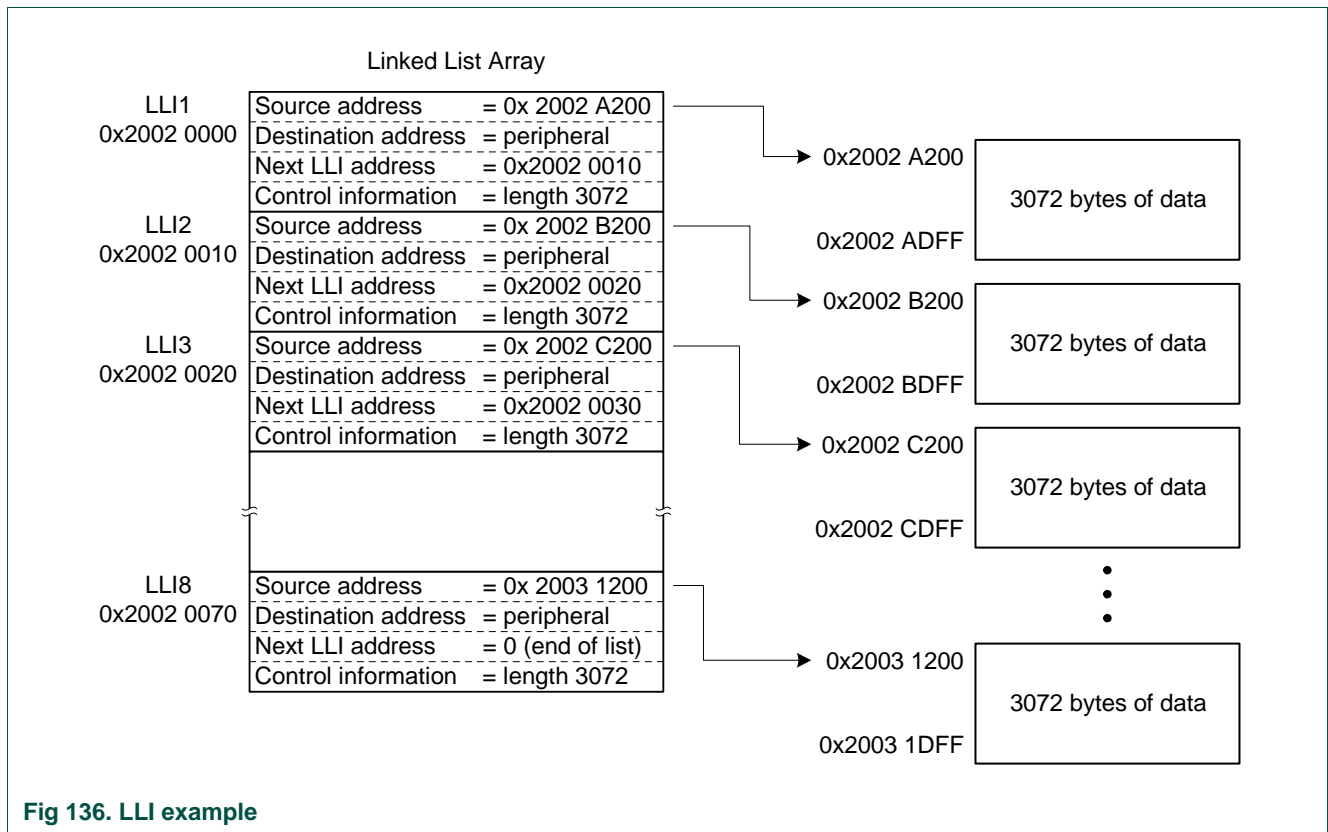 Linked List Array
LLI1
0x2002 0000
Source address = 0x 2002 A200
Destination address = peripheral
Next LLI address = 0x2002 0010
Control information = length 3072
LLI2
0x2002 0010
Source address = 0x 2002 B200
Destination address = peripheral
Next LLI address = 0x2002 0020
Control information = length 3072
LLI3
0x2002 0020
Source address = 0x 2002 C200
Destination address = peripheral
Next LLI address = 0x2002 0030
Control information = length 3072
LLI8
0x2002 0070
Source address = 0x 2003 1200
Destination address = peripheral
Next LLI address = 0 (end of list)
Control information = length 3072
0x2002 A200
3072 bytes of data
0x2002 ADFF
0x2002 B200
3072 bytes of data
0x2002 BDFF
0x2002 C200
3072 bytes of data
0x2002 CDFF
0x2003 1200
3072 bytes of data
0x2003 1DFF
Fig 136. LLI example